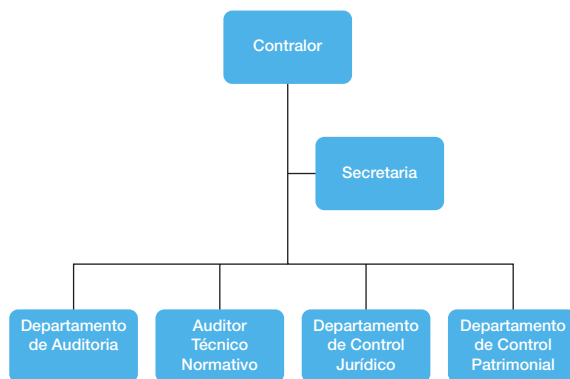 Contralor
Secretaria
Departamento
de Auditoria
Auditor
Técnico
Normativo
Departamento
de Control
Jurídico
Departamento
de Control
Patrimonial